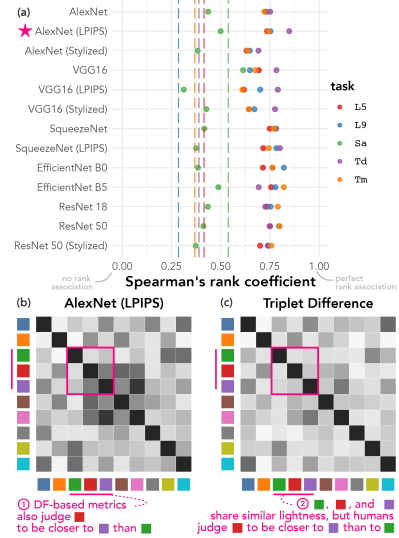 (a)
AlexNet
AlexNet (LPIPS)
AlexNet (Stylized)
VGG16
VGG16 (LPIPS)
VGG16 (Stylized)
SqueezeNet
SqueezeNet (LPIPS)
EfficientNet B0
EfficientNet B5
ResNet 18
ResNet 50
ResNet 50 (Stylized)
task
L5
L9
Sa
Td
Tm
0.00 0.25 0.50 0.75 1.00
no rank association
Spearman's rank coefficient
perfect rank association
(b) AlexNet (LPIPS)
(c) Triplet Difference
1 DF-based metrics
also judge
to be closer to than
2 , , and
share similar lightness, but humans
judge to be closer to than to